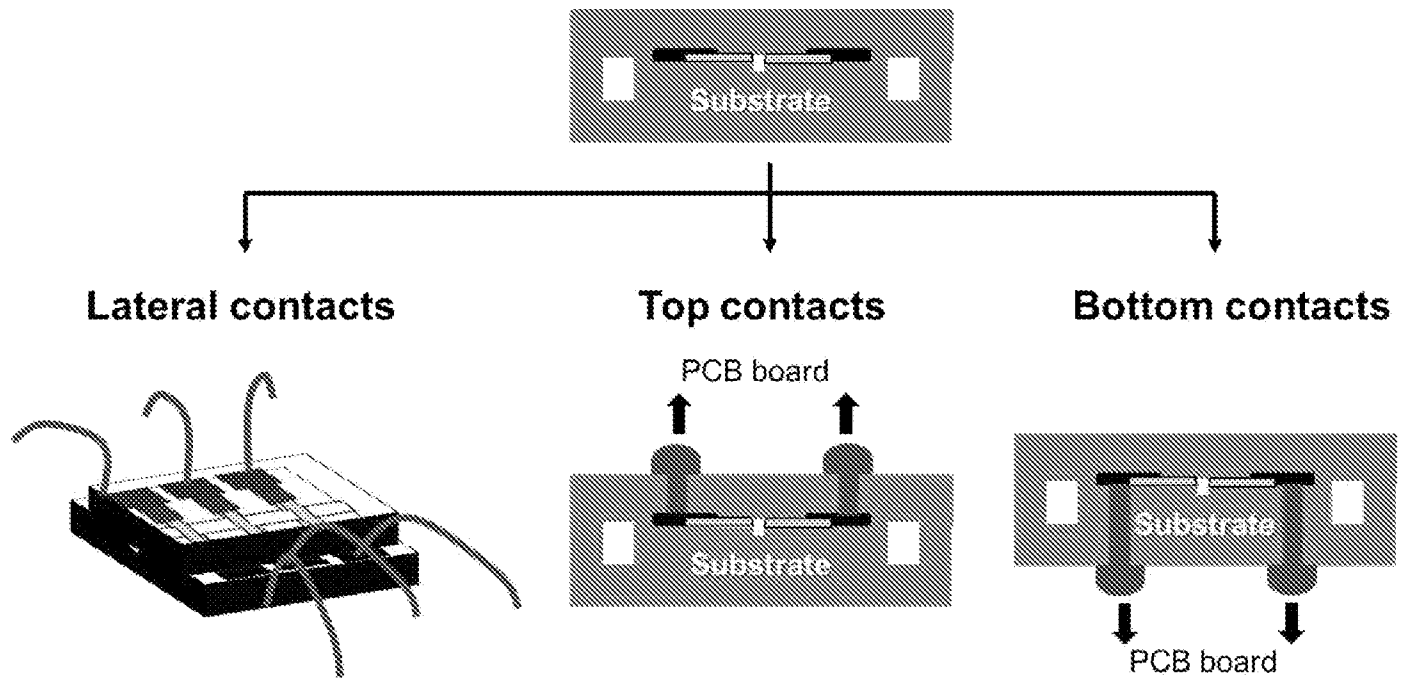 Substrate
Lateral contacts
Top contacts
Bottom contacts
PCB board
Substrate
Substrate
PCB board